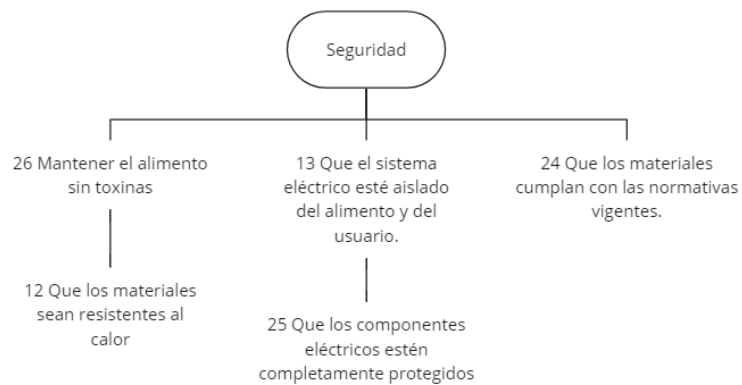 Seguridad
26 Mantener el alimento
sin toxinas
13 Que el sistema
eléctrico esté aislado
del alimento y del
usuario.
24 Que los materiales
cumplan con las normativas
vigentes.
12 Que los materiales
sean resistentes al
calor
25 Que los componentes
eléctricos estén
completamente protegidos